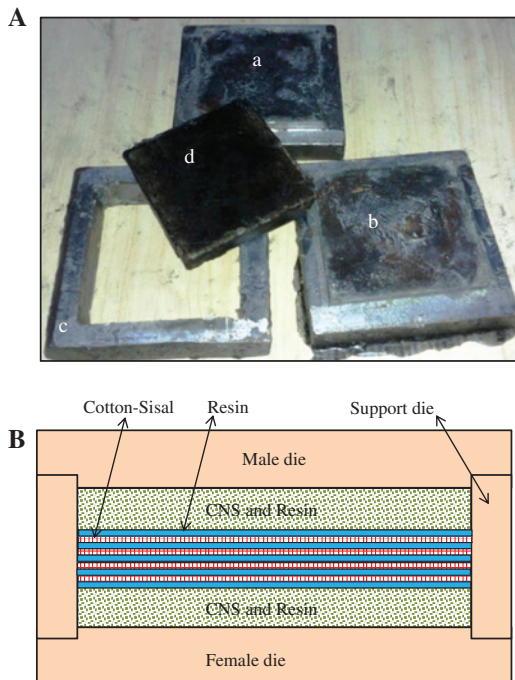 A
a
d
b
c
Cotton-Sisal Resin Support die
B
Male die
CNS and Resin
CNS and Resin
Female die